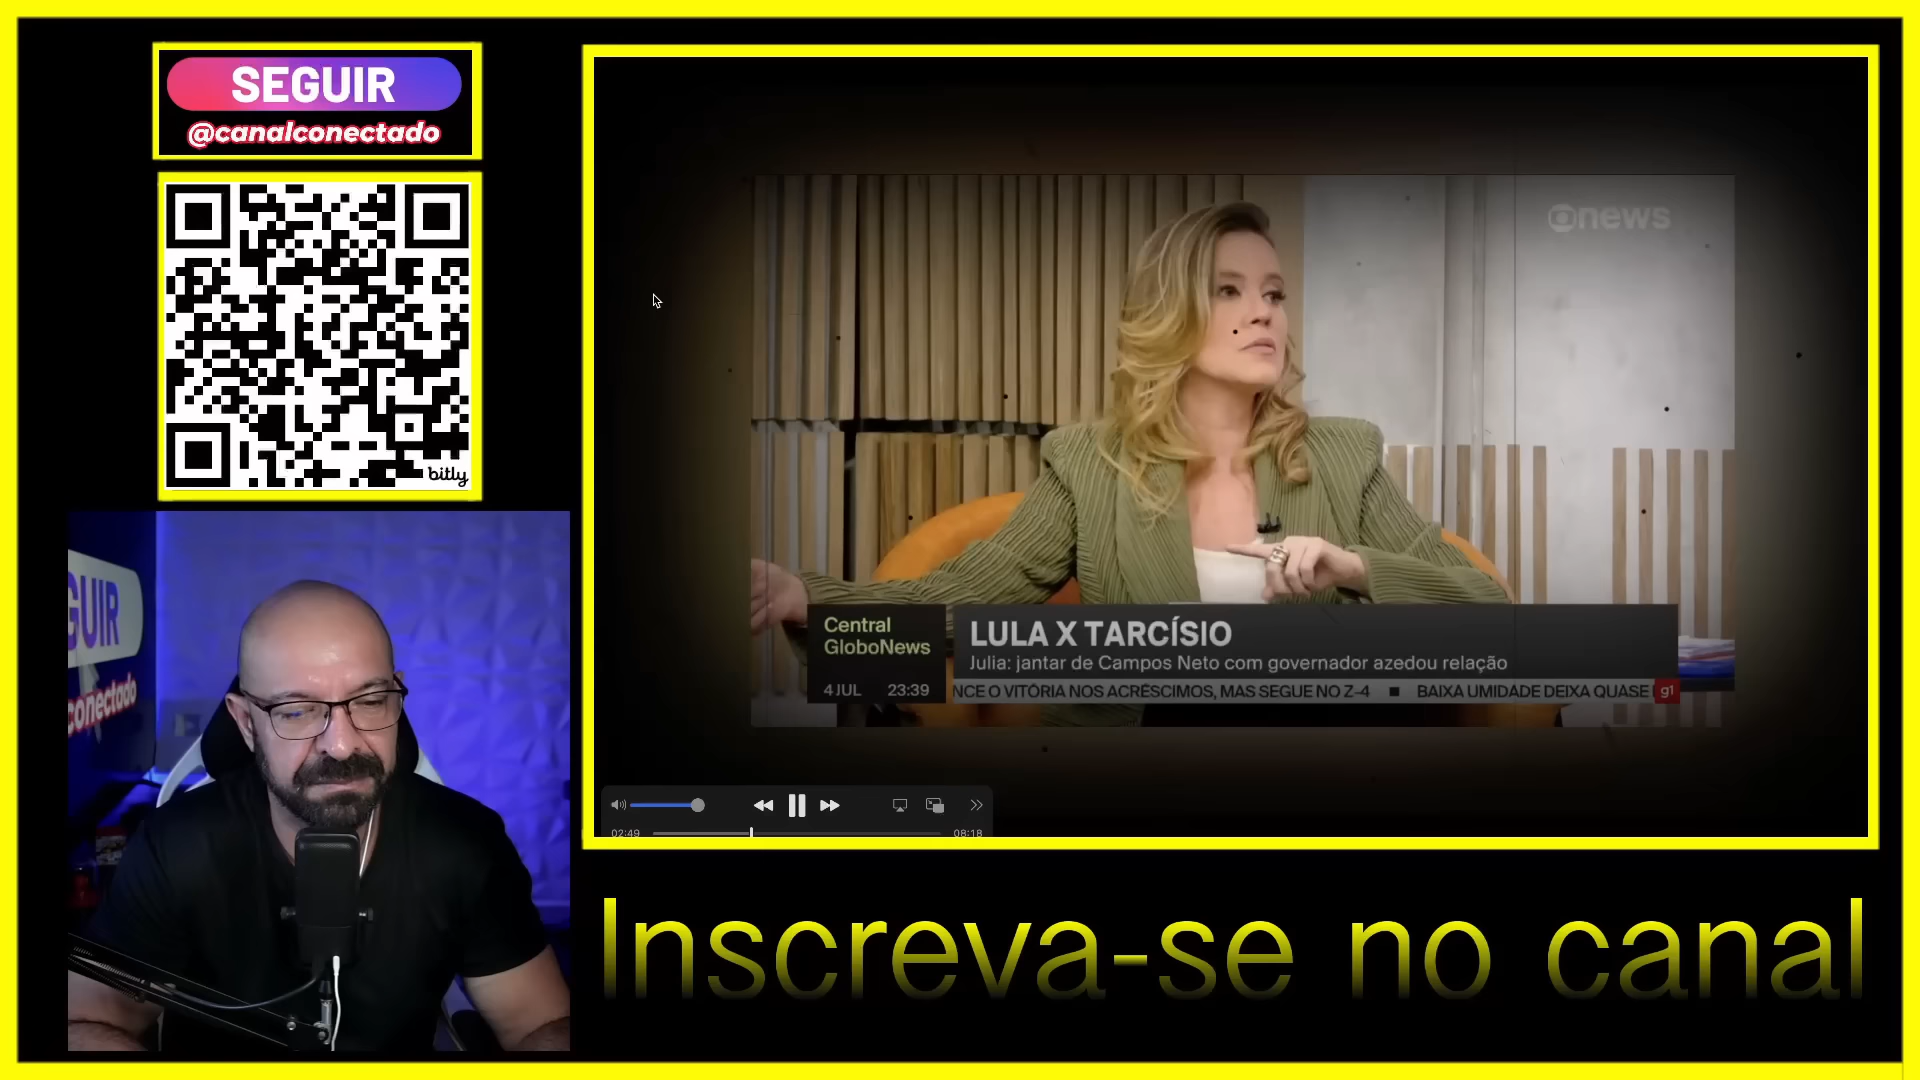 SEGUIR
@canalconectado
bitly
GUIR
conectado
news
Central
GloboNews
4 JUL 23:39
LULA X TARCÍSIO
Julia: jantar de Campos Neto com governador azedou relação
NCE O VITÓRIA NOS ACRÉSCIMOS, MAS SEGUE NO Z-4 ■ BAIXA UMIDADE DEIXA QUASE
g1
02:49
08:18
Inscreva-se no canal